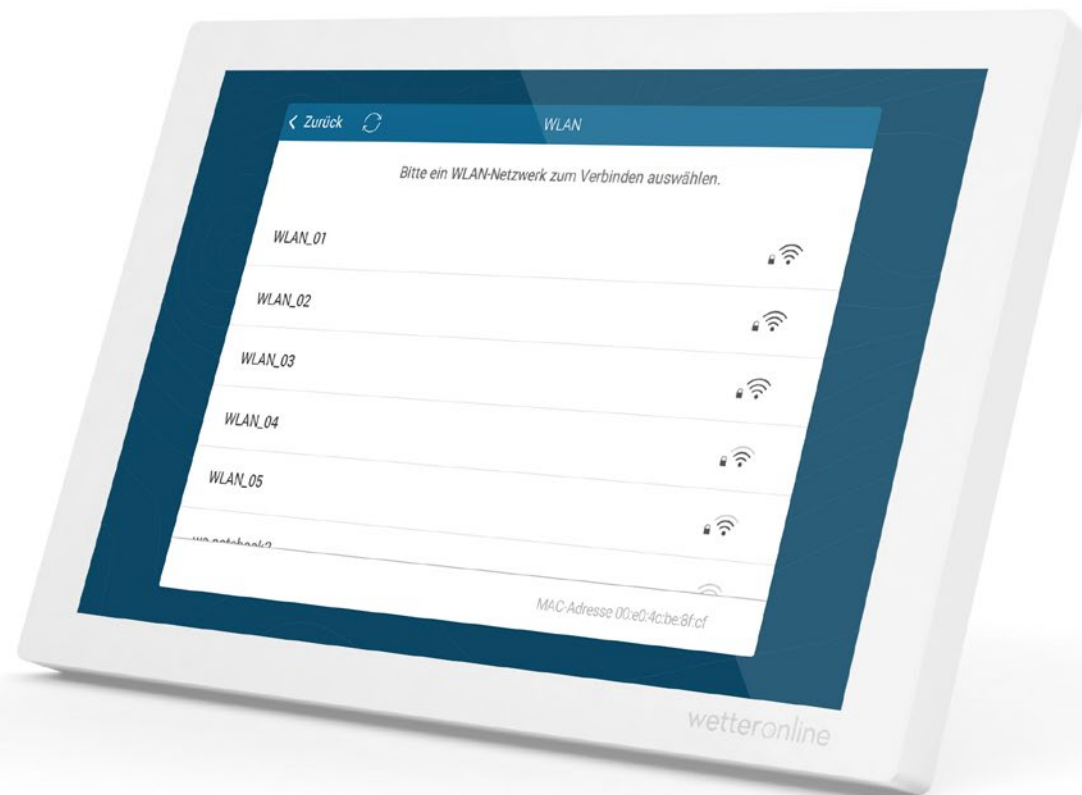 Zurück
WLAN
Bitte ein WLAN-Netzwerk zum Verbinden auswählen.
WLAN_01
WLAN_02
WLAN_03
WLAN_04
WLAN_05
MAC-Adresse 00:e0:4c:be:8f:cf
wetteronline